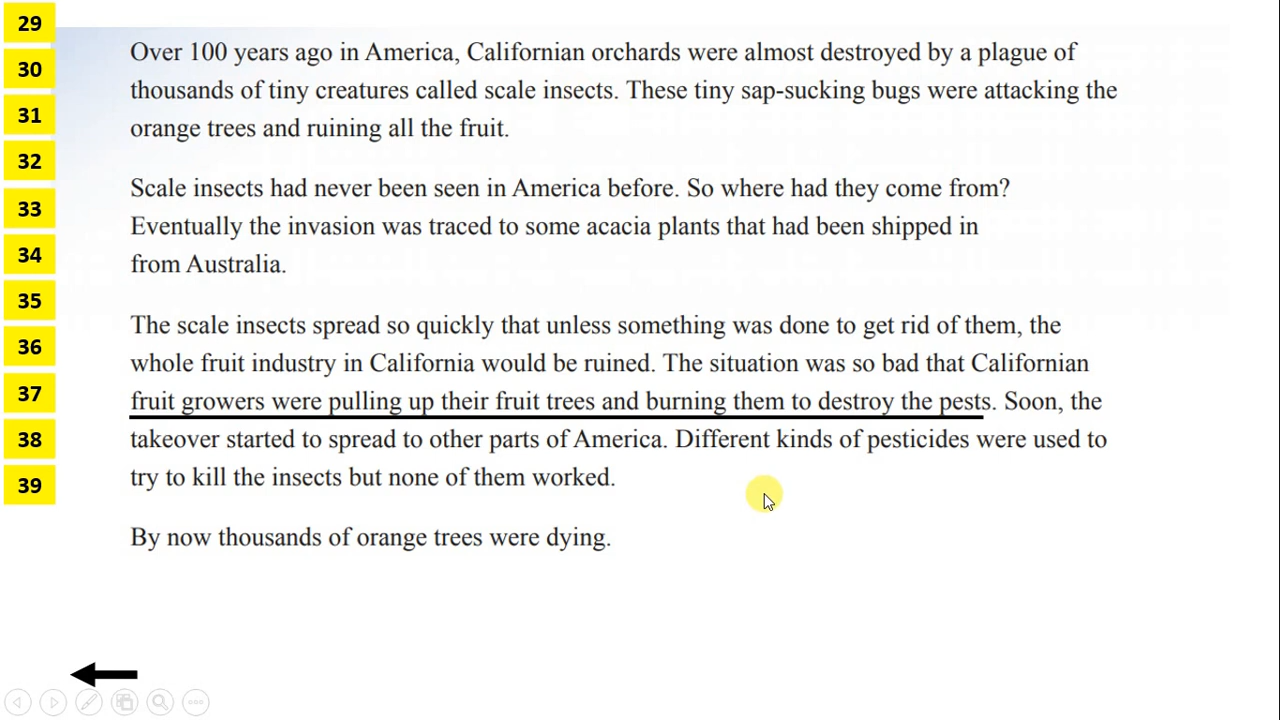 29
30
31
32
33
34
35
36
37
38
39
Over 100 years ago in America, Californian orchards were almost destroyed by a plague of
thousands of tiny creatures called scale insects. These tiny sap-sucking bugs were attacking the
orange trees and ruining all the fruit.
Scale insects had never been seen in America before. So where had they come from?
Eventually the invasion was traced to some acacia plants that had been shipped in
from Australia.
The scale insects spread so quickly that unless something was done to get rid of them, the
whole fruit industry in California would be ruined. The situation was so bad that Californian
fruit growers were pulling up their fruit trees and burning them to destroy the pests. Soon, the
takeover started to spread to other parts of America. Different kinds of pesticides were used to
try to kill the insects but none of them worked.
By now thousands of orange trees were dying.